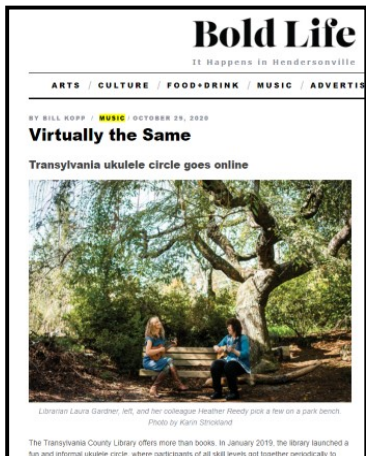 Bold Life
It Happens in Hendersonville
ARTS / CULTURE / FOOD+DRINK / MUSIC / ADVERTIS
BY BILL KOPP / MUSIC / OCTOBER 29, 2020
Virtually the Same
Transylvania ukulele circle goes online
Librarian Laura Gardner, left, and her colleague Heather Reedy pick a few on a park bench.
Photo by Karin Strickland
The Transylvania County Library offers more than books. In January 2019, the library launched a
fun and informal ukulele circle, where participants of all skill levels got together periodically to